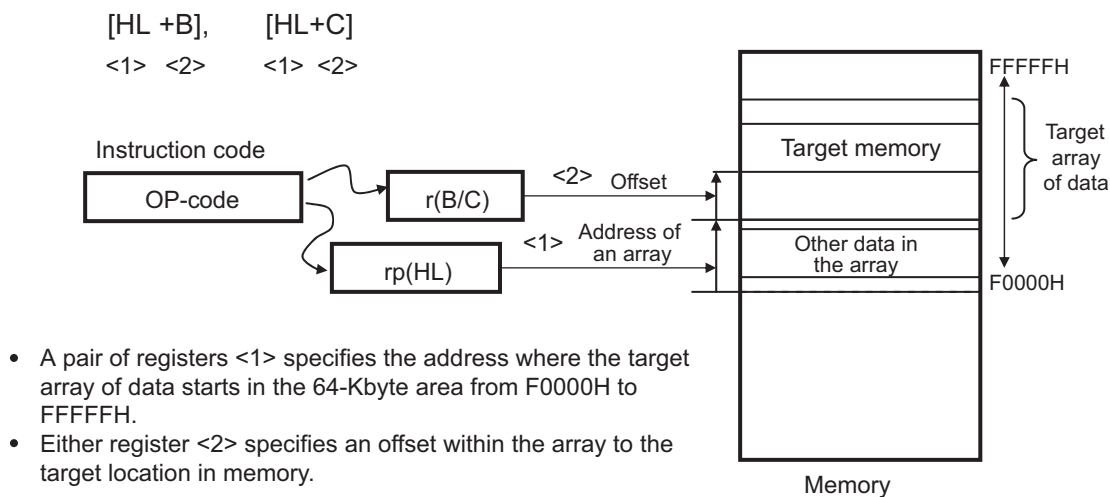 [HL +B], [HL+C]
<1> <2> <1> <2>
FFFFFH
Instruction code
OP-code
r(B/C)
<2> Offset
Target memory
Target
array
of data
<1> Address of
an array
rp(HL)
Other data in
the array
F0000H
• A pair of registers <1> specifies the address where the target
array of data starts in the 64-Kbyte area from F0000H to
FFFFFH.
• Either register <2> specifies an offset within the array to the
target location in memory.
Memory